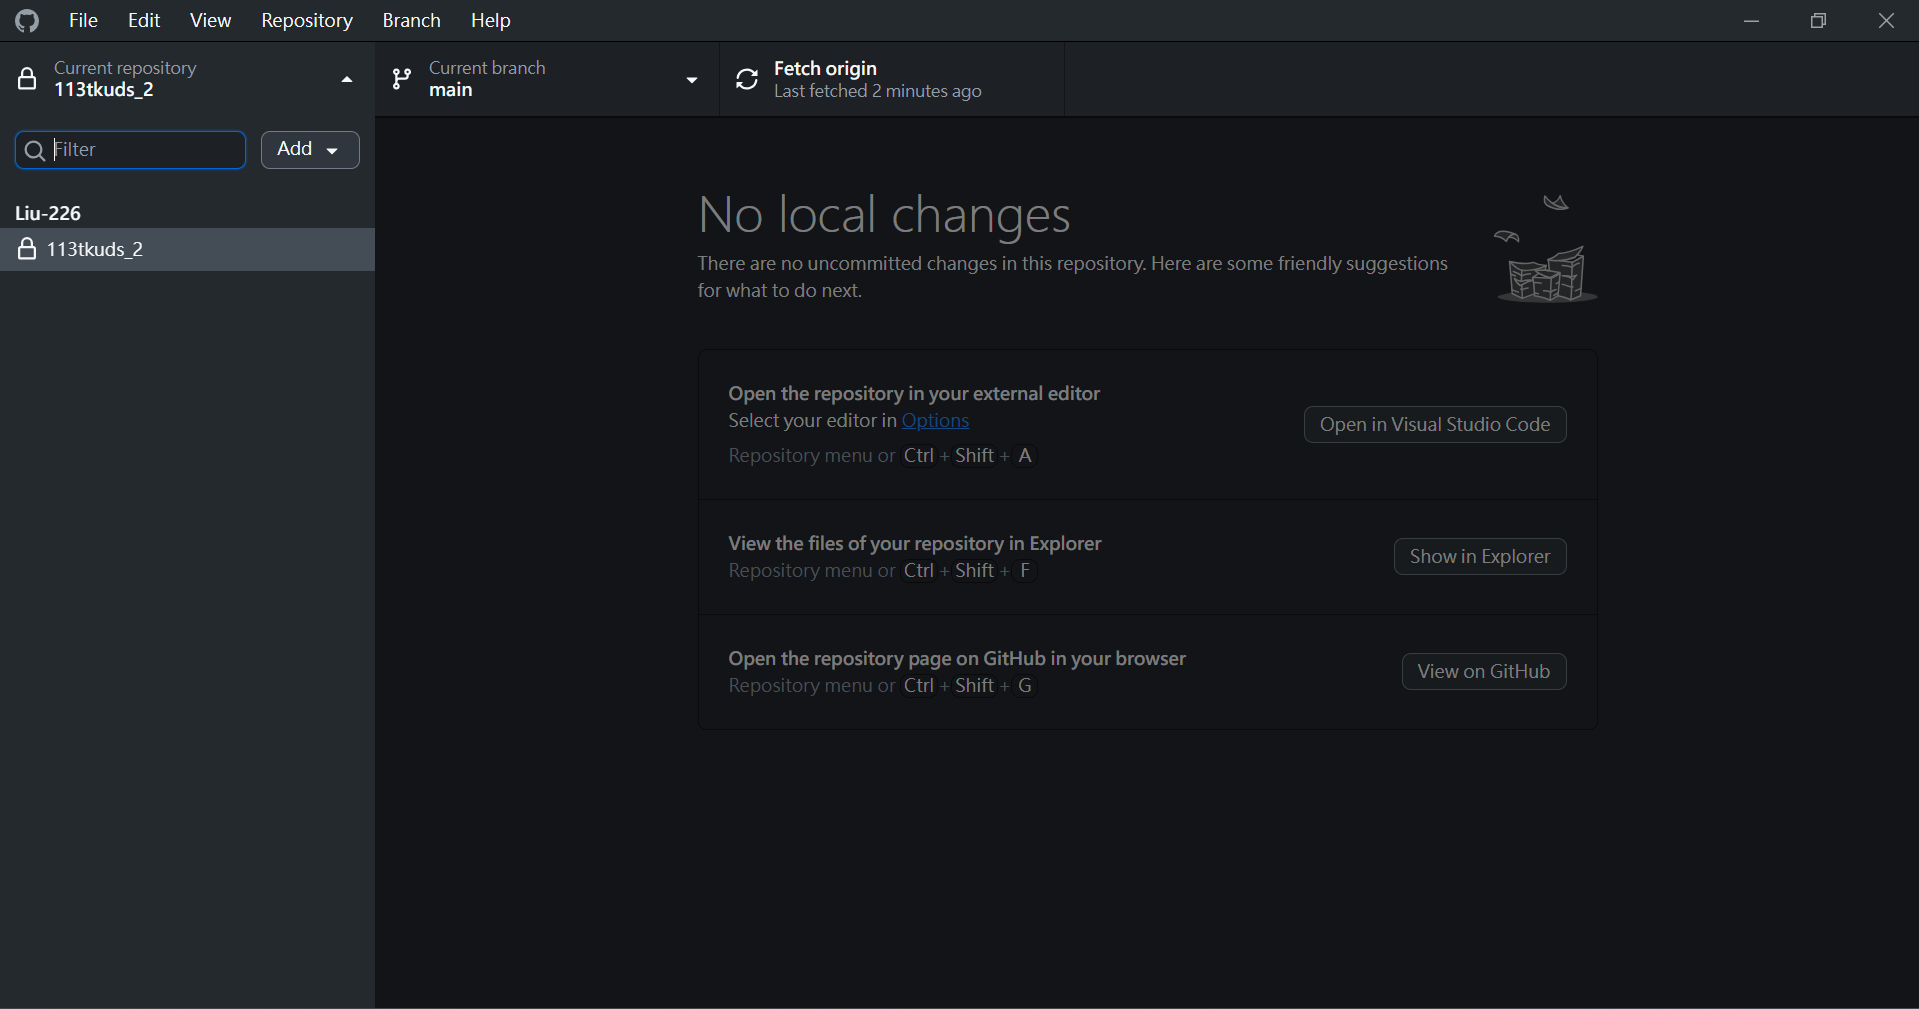 File Edit View Repository Branch Help
Current repository
113tkuds_2
Current branch
main
Fetch origin
Last fetched 2 minutes ago
Filter
Add
Liu-226
113tkuds_2
No local changes
There are no uncommitted changes in this repository. Here are some friendly suggestions
for what to do next.
Open the repository in your external editor
Select your editor in Options
Repository menu or Ctrl + Shift + A
Open in Visual Studio Code
View the files of your repository in Explorer
Repository menu or Ctrl + Shift + F
Show in Explorer
Open the repository page on GitHub in your browser
Repository menu or Ctrl + Shift + G
View on GitHub